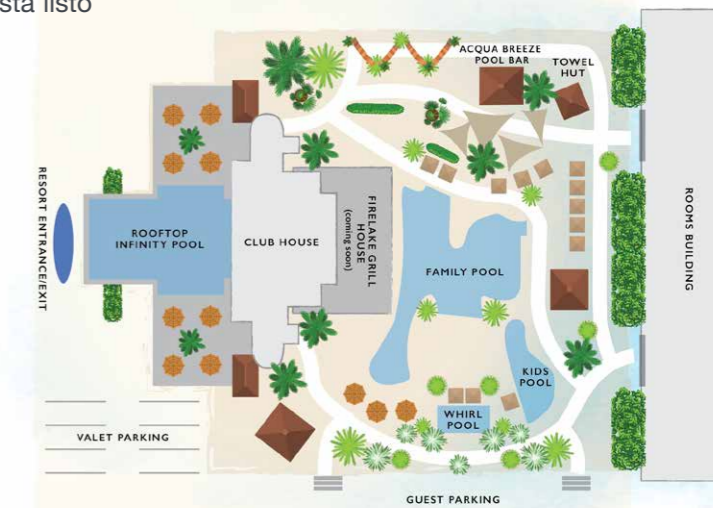 sta listo
ACQUA BREEZE
POOL BAR
TOWEL
HUT
RESORT ENTRANCE/EXIT
ROOFTOP
INFINITY POOL
CLUB HOUSE
FIRELAKE GRILL
HOUSE
(coming soon)
FAMILY POOL
ROOMS BUILDING
KIDS
POOL
WHIRL
POOL
VALET PARKING
GUEST PARKING